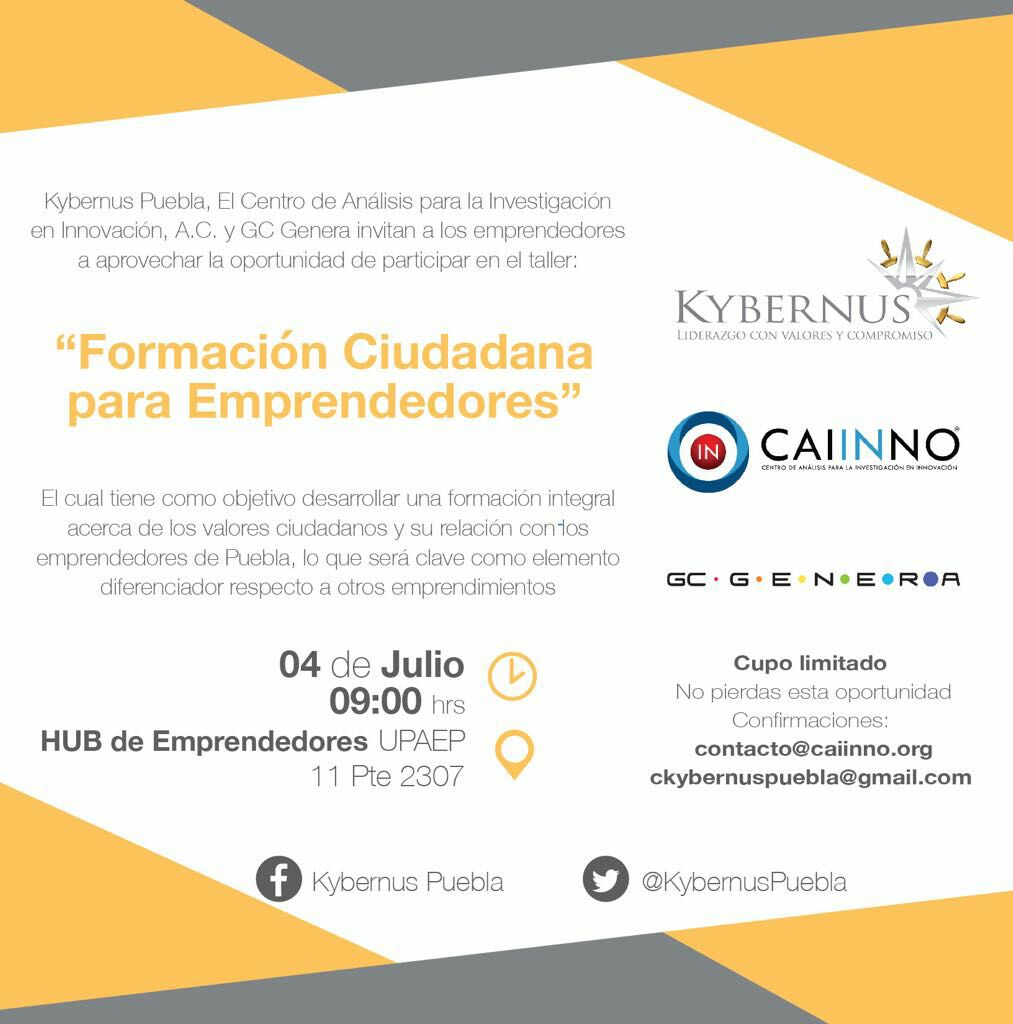 Kybernus Puebla, El Centro de Análisis para la Investigación
en Innovación, A.C. y GC Genera invitan a los emprendedores
a aprovechar la oportunidad de participar en el taller:
“Formación Ciudadana
para Emprendedores”
El cual tiene como objetivo desarrollar una formación integral
acerca de los valores ciudadanos y su relación con los
emprendedores de Puebla, lo que será clave como elemento
diferenciador respecto a otros emprendimientos
04 de Julio
09:00 hrs
HUB de Emprendedores UPAEP
11 Pte 2307
KYBERNUS
LIDERAZGO CON VALORES Y COMPROMISO
IN CAIINNO®
CENTRO DE ANÁLISIS PARA LA INVESTIGACIÓN EN INNOVACIÓN
GC·G·E·N·E·R·A
Cupo limitado
No pierdas esta oportunidad
Confirmaciones:
contacto@caiinno.org
ckybernuspuebla@gmail.com
Kybernus Puebla
@KybernusPuebla